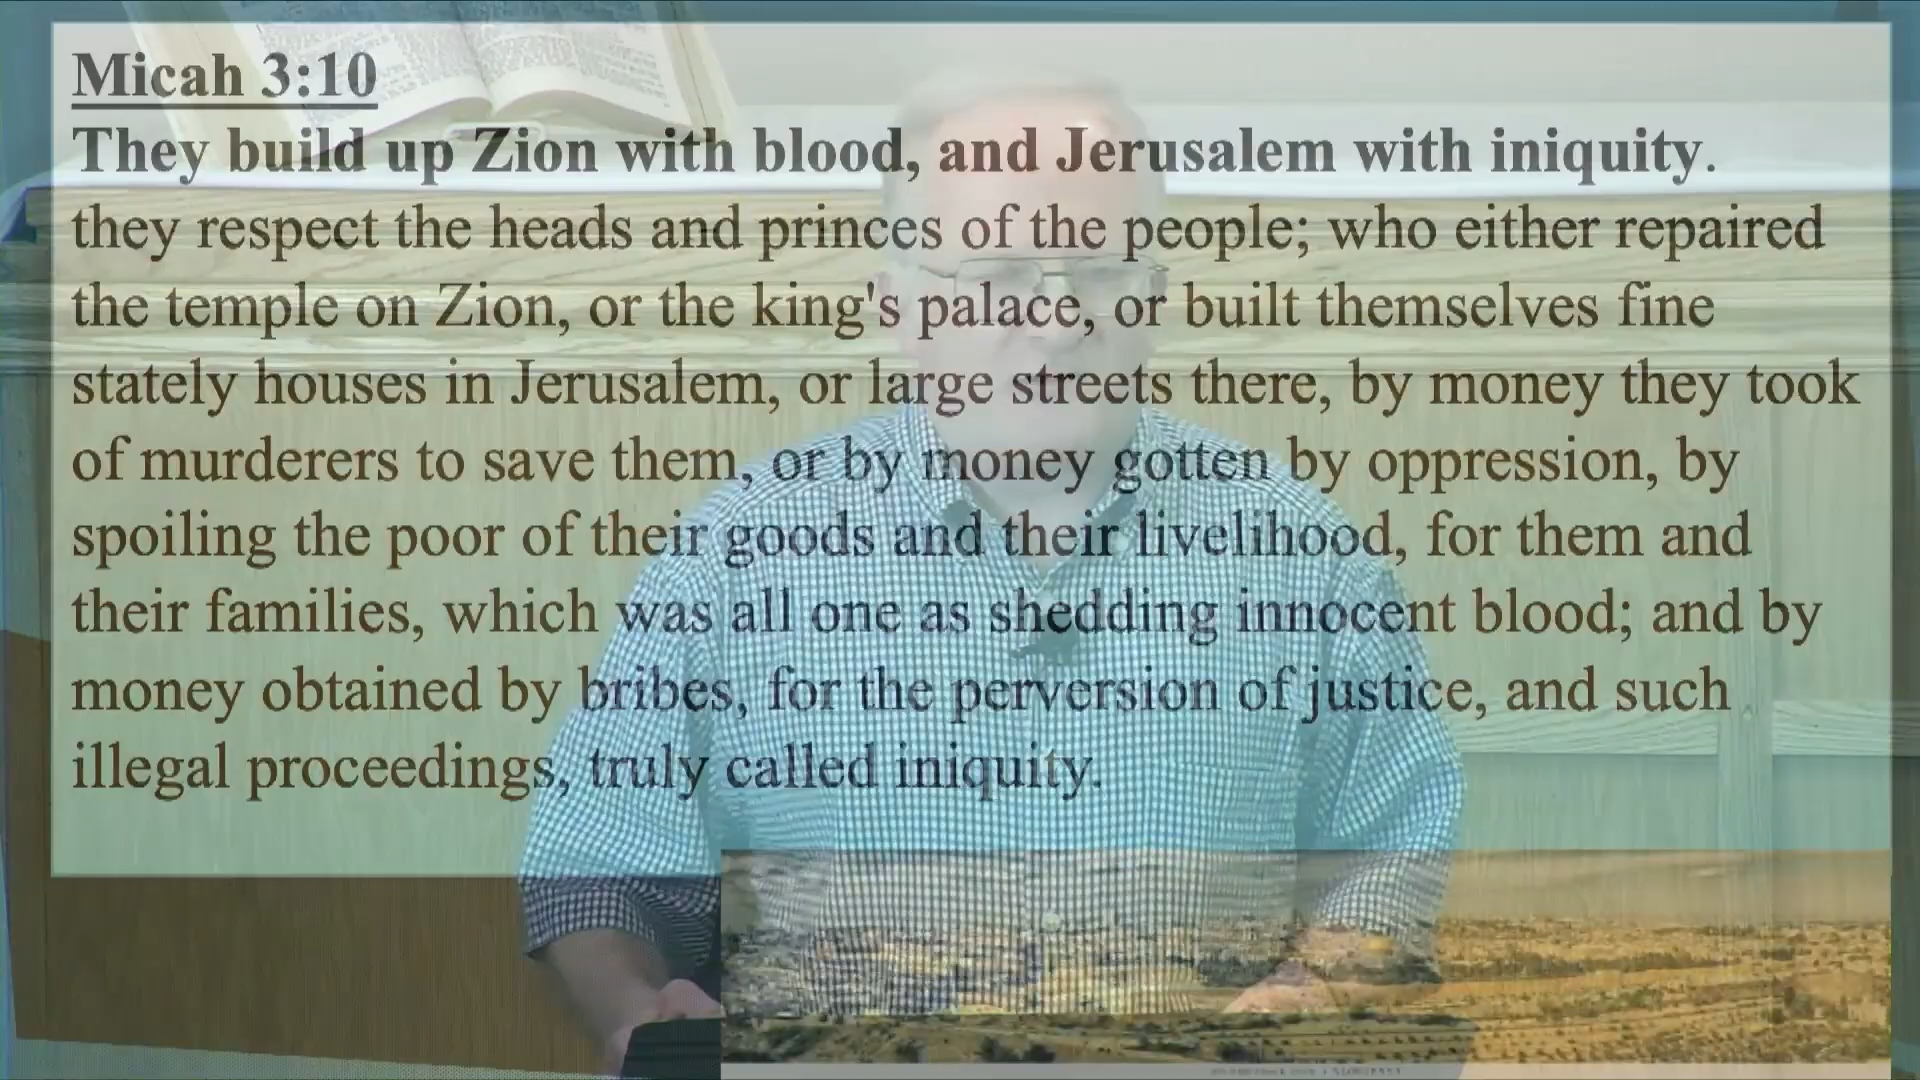 Micah 3:10
They build up Zion with blood, and Jerusalem with iniquity.
they respect the heads and princes of the people; who either repaired
the temple on Zion, or the king's palace, or built themselves fine
stately houses in Jerusalem, or large streets there, by money they took
of murderers to save them, or by money gotten by oppression, by
spoiling the poor of their goods and their livelihood, for them and
their families, which was all one as shedding innocent blood; and by
money obtained by bribes, for the perversion of justice, and such
illegal proceedings, truly called iniquity.